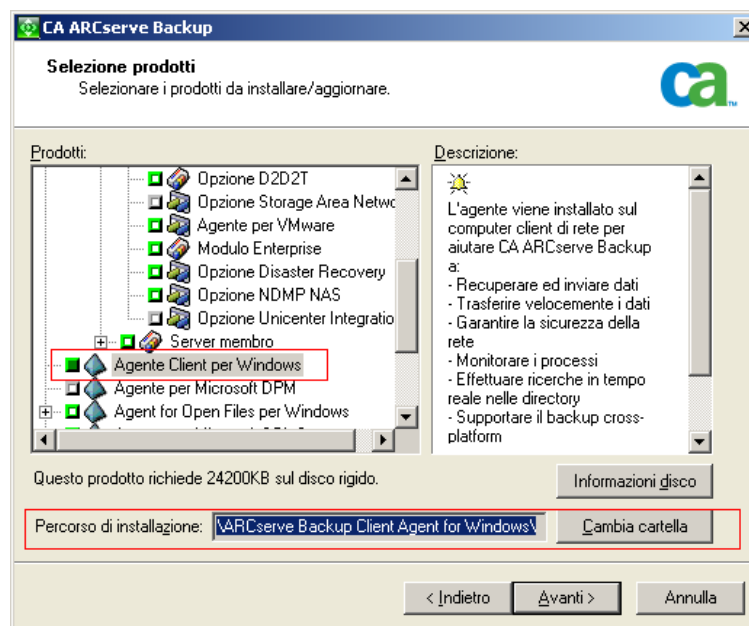 CA ARCserve Backup
Selezione prodotti
Selezionare i prodotti da installare/aggiornare.
ca
Prodotti:
Opzione D2D2T
Opzione Storage Area Netwo
Agente per VMware
Modulo Enterprise
Opzione Disaster Recovery
Opzione NDMP NAS
Opzione Unicenter Integratio
Server membro
Agente Client per Windows
Agente per Microsoft DPM
Agent for Open Files per Windows
Descrizione:
L'agente viene installato sul
computer client di rete per
aiutare CA ARCserve Backup
a:
- Recuperare ed inviare dati
- Trasferire velocemente i dati
- Garantire la sicurezza della
rete
- Monitorare i processi
- Effettuare ricerche in tempo
reale nelle directory
- Supportare il backup cross-
platform
Questo prodotto richiede 24200KB sul disco rigido.
Informazioni disco
Percorso di installazione: \ARCserve Backup Client Agent for Windows\
Cambia cartella
< Indietro
Avanti >
Annulla